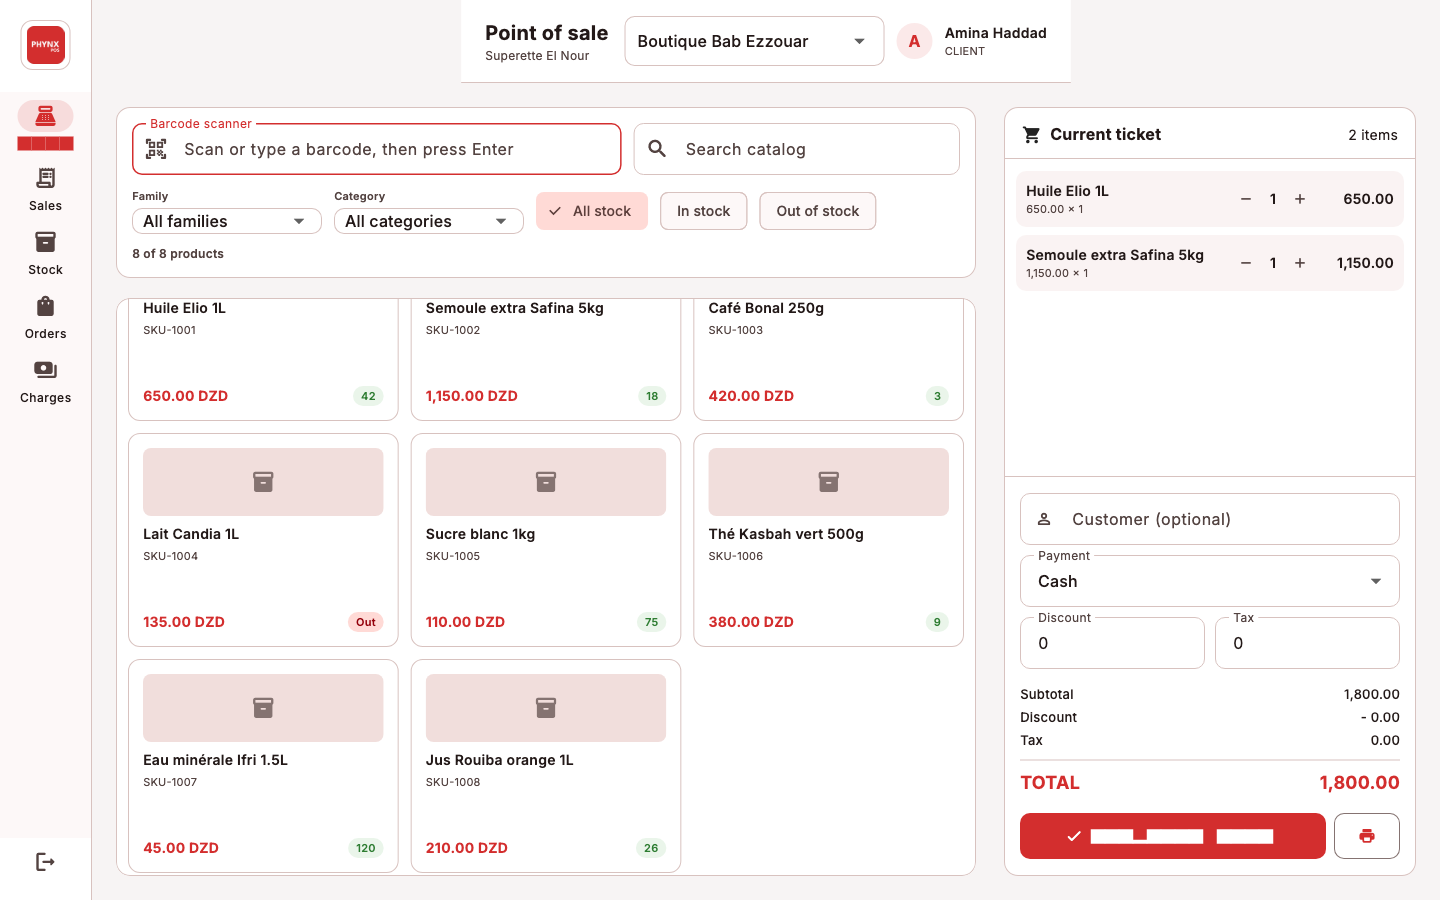 PHYNX
POS
Sales
Stock
Orders
Charges
Point of sale
Superette El Nour
Boutique Bab Ezzouar
A
Amina Haddad
CLIENT
Barcode scanner
Scan or type a barcode, then press Enter
Search catalog
Family
All families
Category
All categories
All stock
In stock
Out of stock
8 of 8 products
Huile Elio 1L
SKU-1001
650.00 DZD
42
Semoule extra Safina 5kg
SKU-1002
1,150.00 DZD
18
Café Bonal 250g
SKU-1003
420.00 DZD
3
Lait Candia 1L
SKU-1004
135.00 DZD
Out
Sucre blanc 1kg
SKU-1005
110.00 DZD
75
Thé Kasbah vert 500g
SKU-1006
380.00 DZD
9
Eau minérale Ifri 1.5L
SKU-1007
45.00 DZD
120
Jus Rouiba orange 1L
SKU-1008
210.00 DZD
26
Current ticket
2 items
Huile Elio 1L
650.00 × 1
− 1 +
650.00
Semoule extra Safina 5kg
1,150.00 × 1
− 1 +
1,150.00
Customer (optional)
Payment
Cash
Discount
0
Tax
0
Subtotal 1,800.00
Discount - 0.00
Tax 0.00
TOTAL 1,800.00